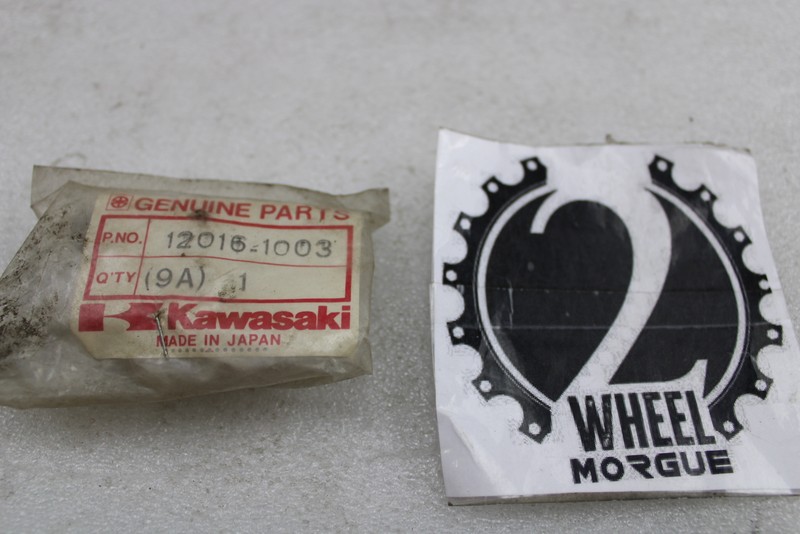 GENUINE PARTS
P.NO. 12016-1003
Q'TY (9A) 1
Kawasaki
MADE IN JAPAN
2
WHEEL
MORGUE